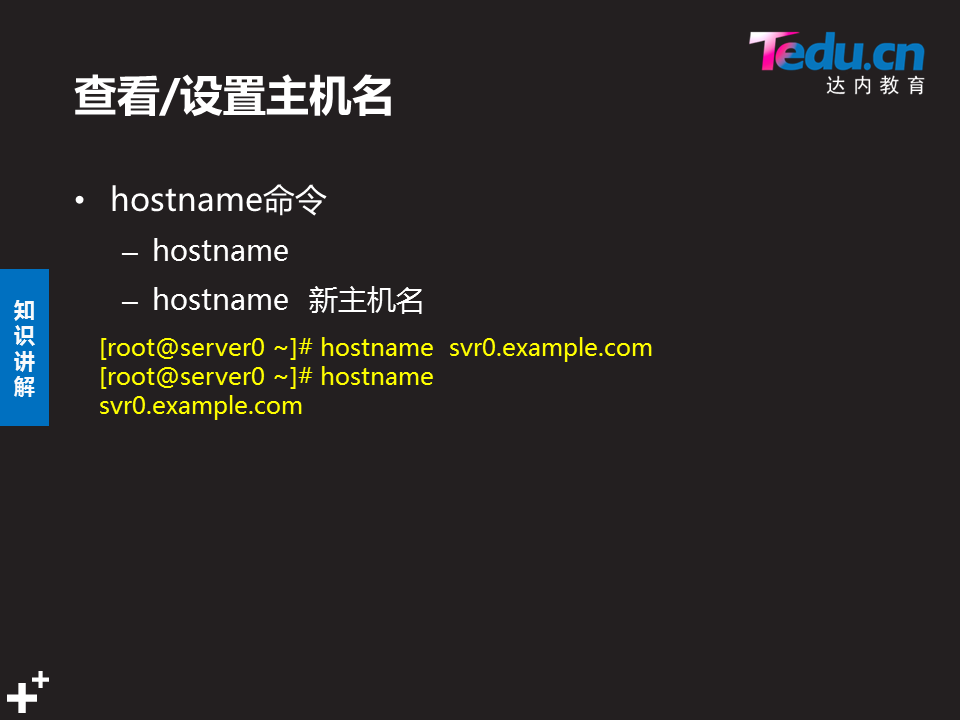 Tedu.cn
达内教育
查看/设置主机名
• hostname命令
– hostname
– hostname 新主机名
[root@server0 ~]# hostname svr0.example.com
[root@server0 ~]# hostname
svr0.example.com
知识讲解